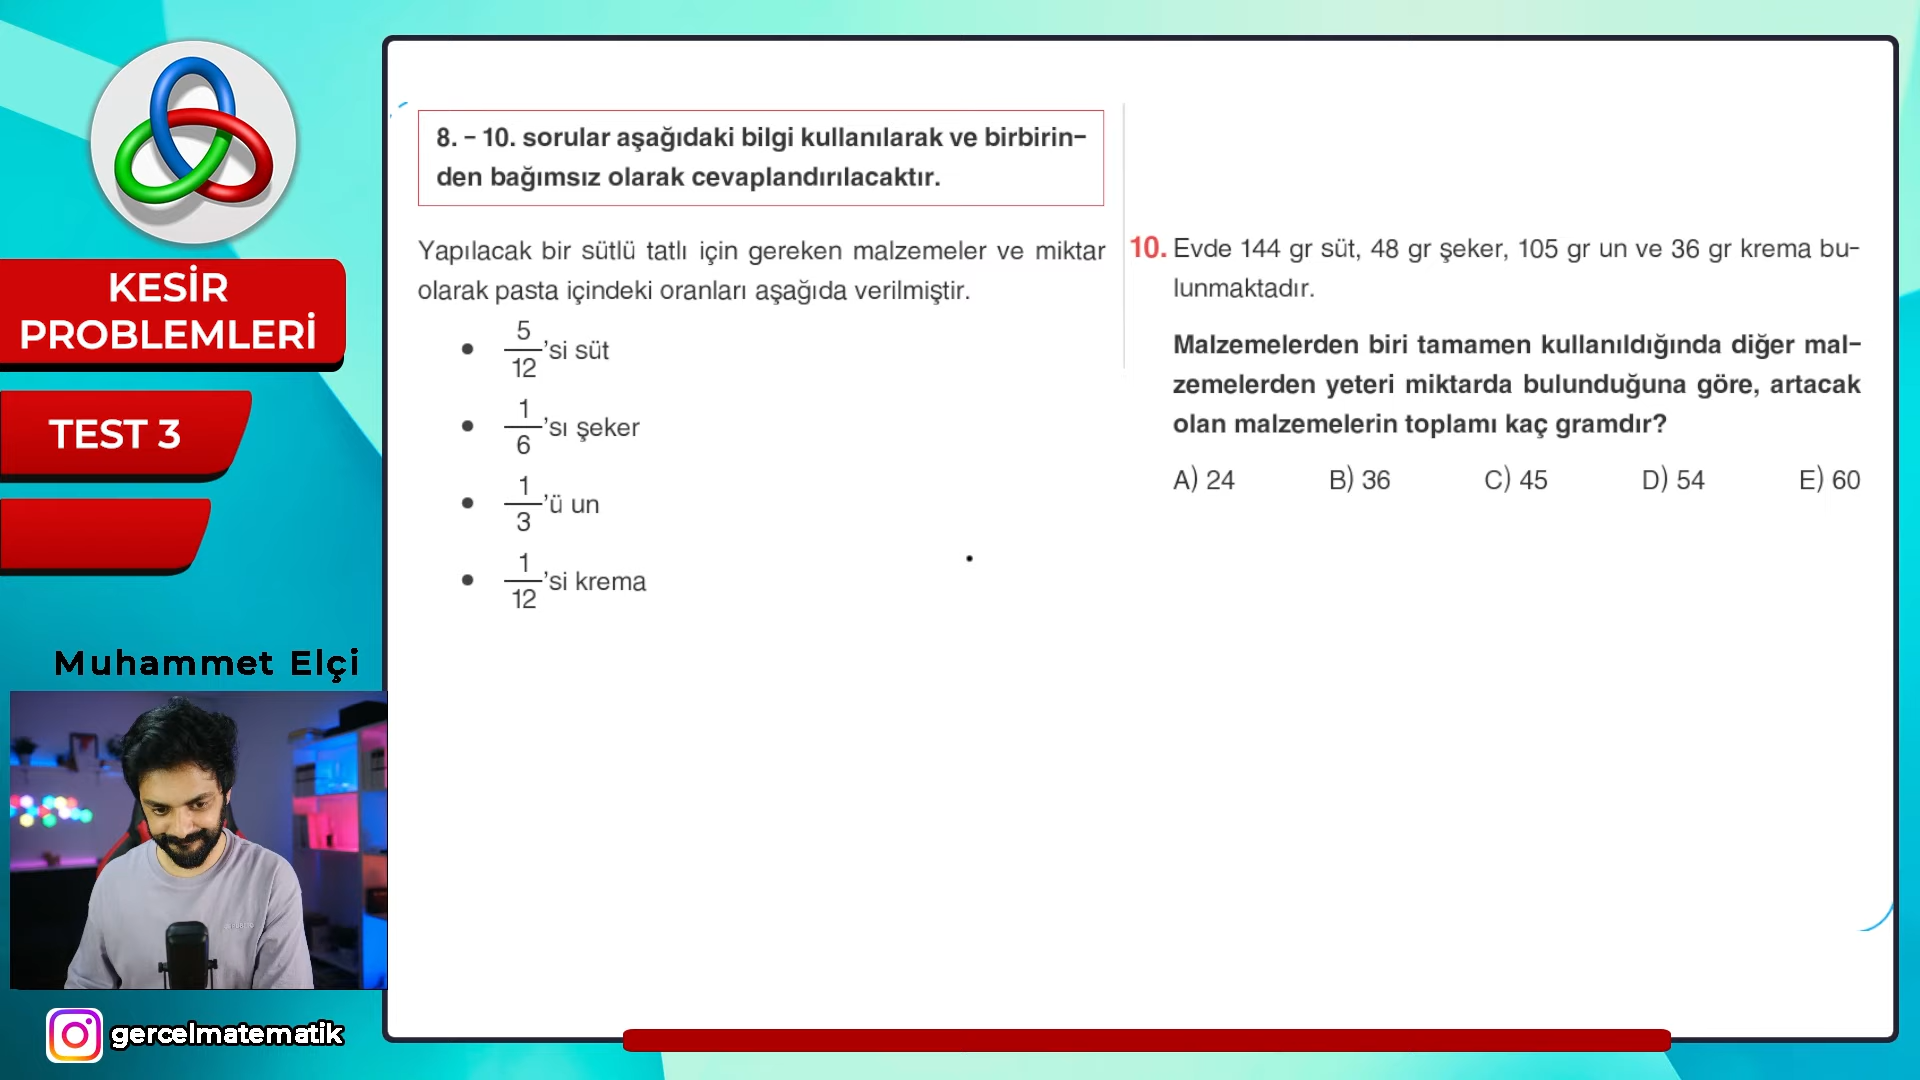 KESİR
PROBLEMLERİ
TEST 3
Muhammet Elçi
gercelmatematik
8. – 10. sorular aşağıdaki bilgi kullanılarak ve birbirin–
den bağımsız olarak cevaplandırılacaktır.
Yapılacak bir sütlü tatlı için gereken malzemeler ve miktar
olarak pasta içindeki oranları aşağıda verilmiştir.
• 5/12 'si süt
• 1/6 'sı şeker
• 1/3 'ü un
• 1/12 'si krema
10. Evde 144 gr süt, 48 gr şeker, 105 gr un ve 36 gr krema bu–
lunmaktadır.
Malzemelerden biri tamamen kullanıldığında diğer mal–
zemelerden yeteri miktarda bulunduğuna göre, artacak
olan malzemelerin toplamı kaç gramdır?
A) 24 B) 36 C) 45 D) 54 E) 60